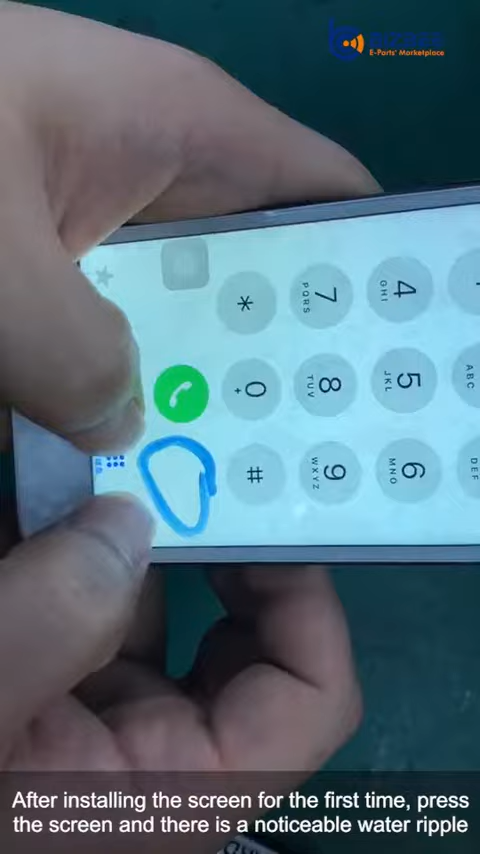 E-Parts' Marketplace
4
GHI
7
PQRS
*
ABC
5
JKL
8
TUV
0
+
DEF
6
MNO
9
WXYZ
#
After installing the screen for the first time, press
the screen and there is a noticeable water ripple